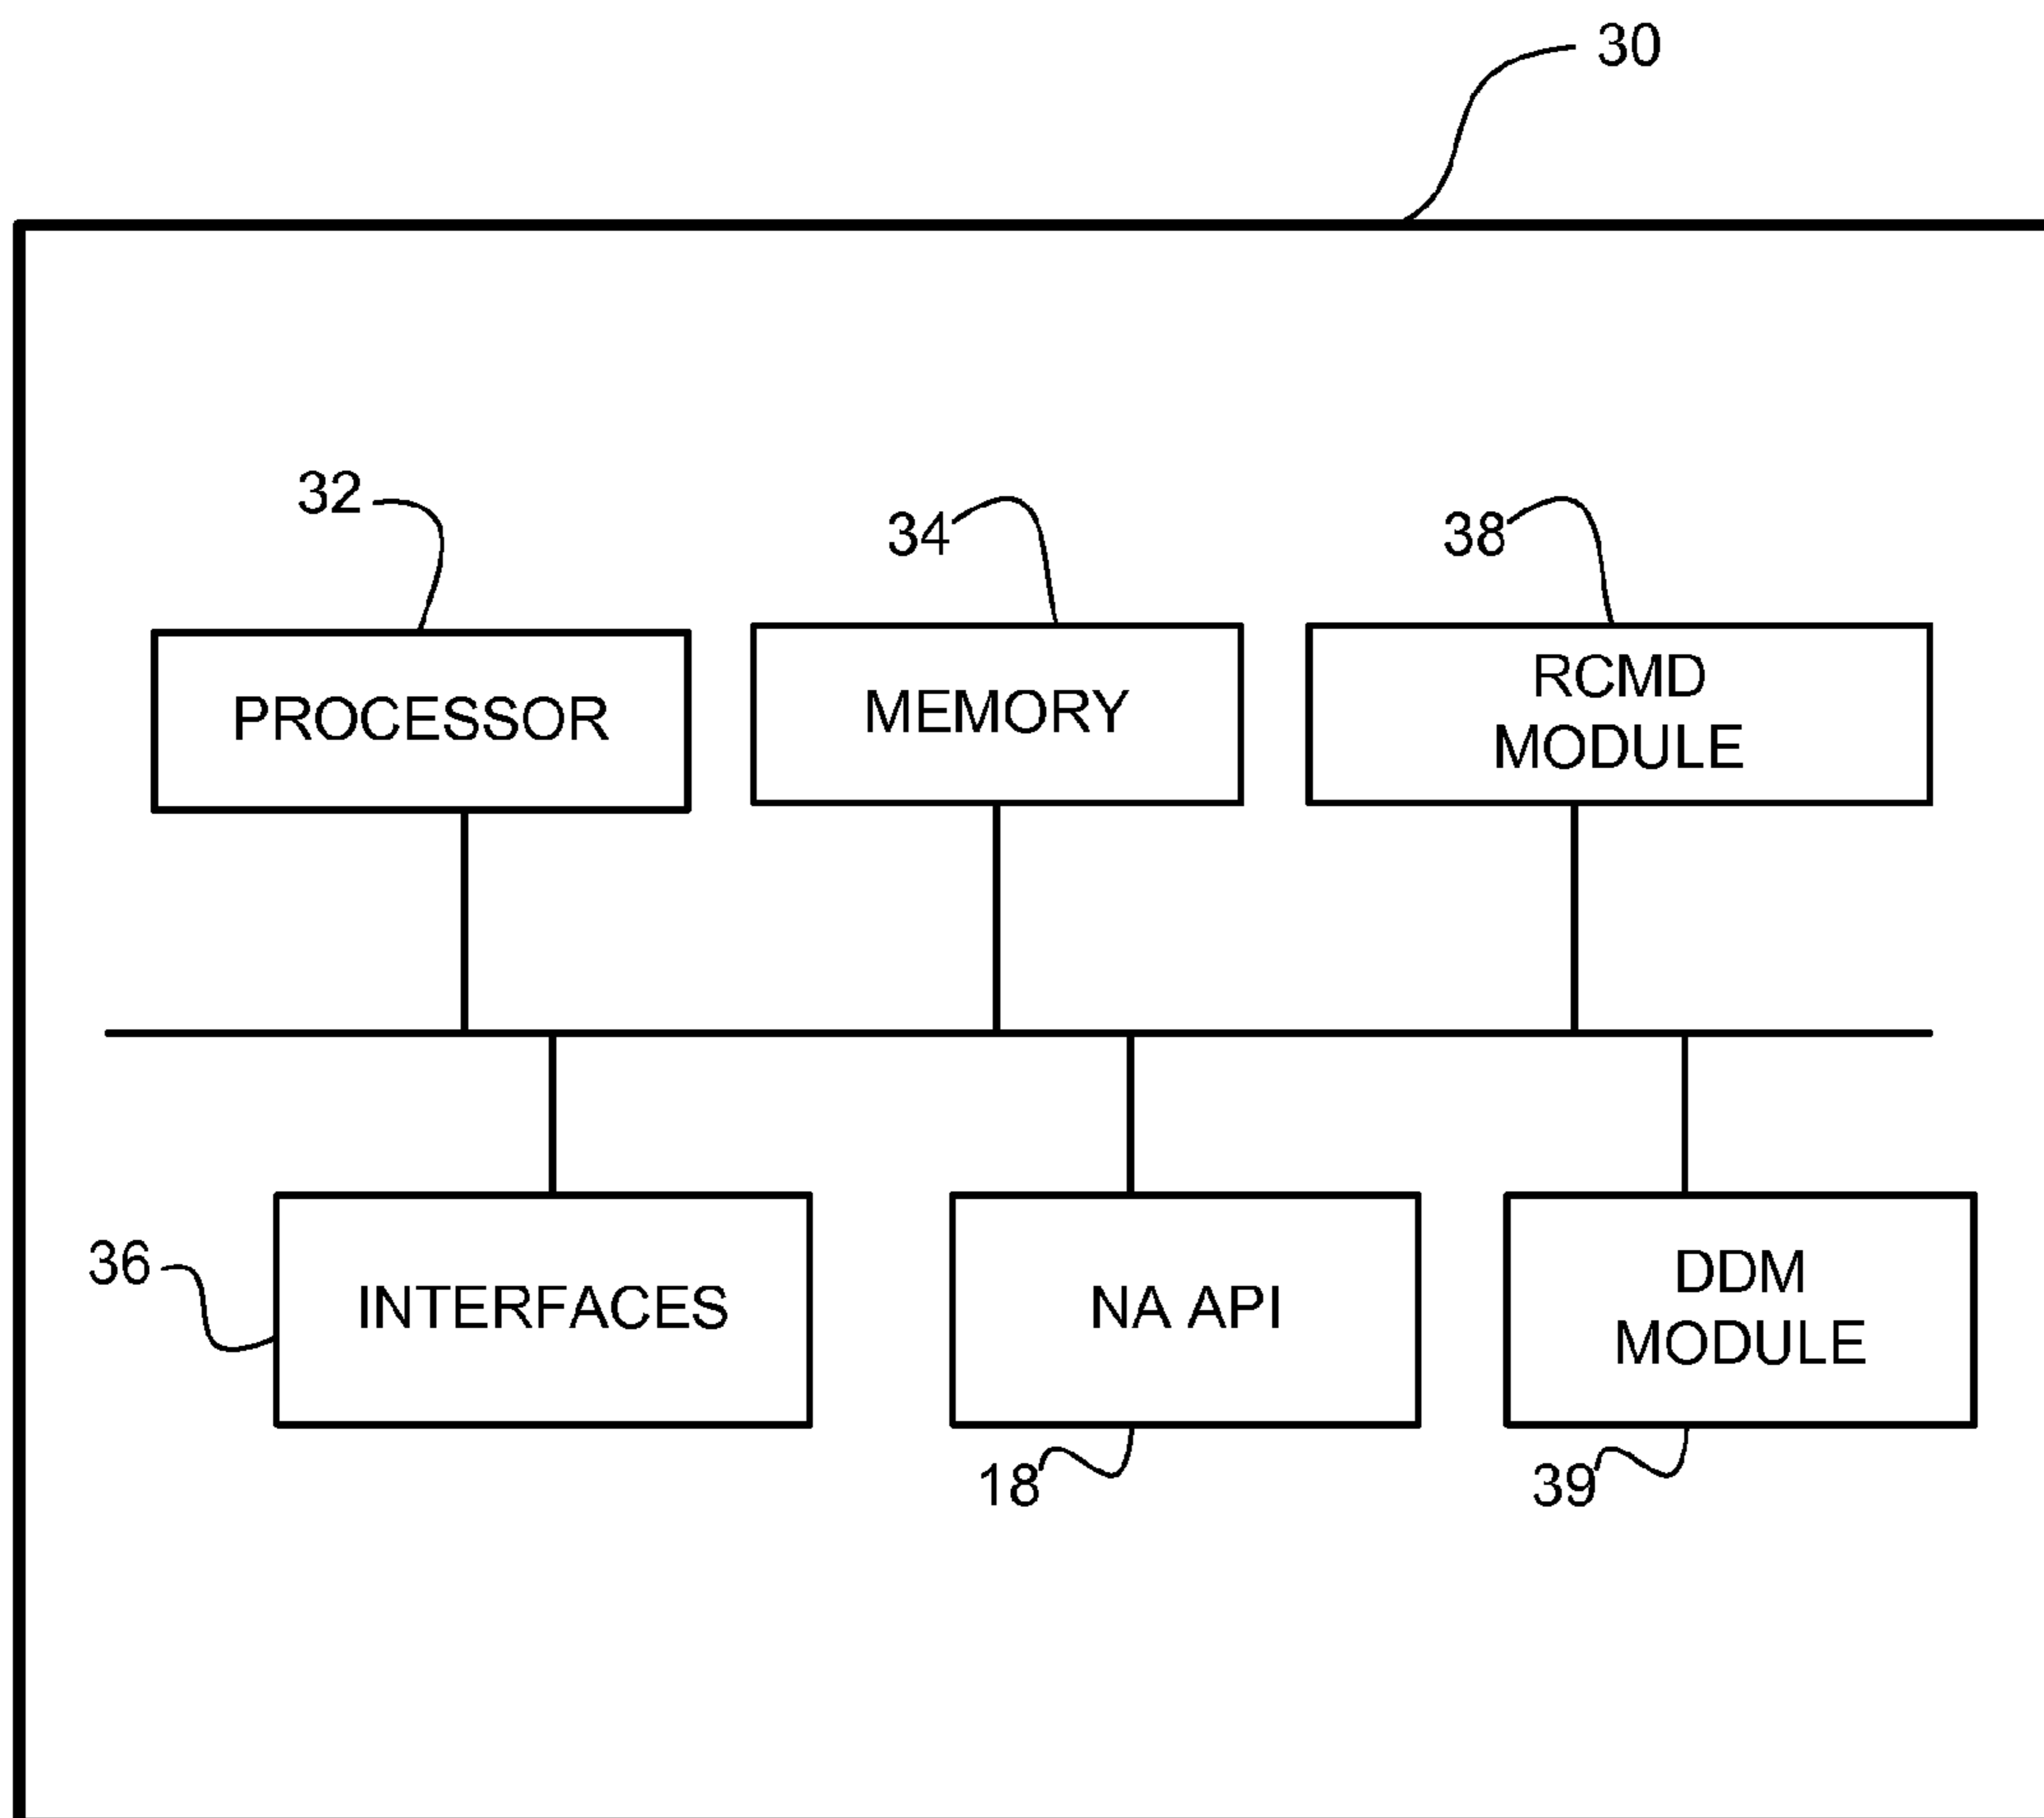 30
32
34
38
PROCESSOR
MEMORY
RCMD
MODULE
36
INTERFACES
NA API
DDM
MODULE
18
39